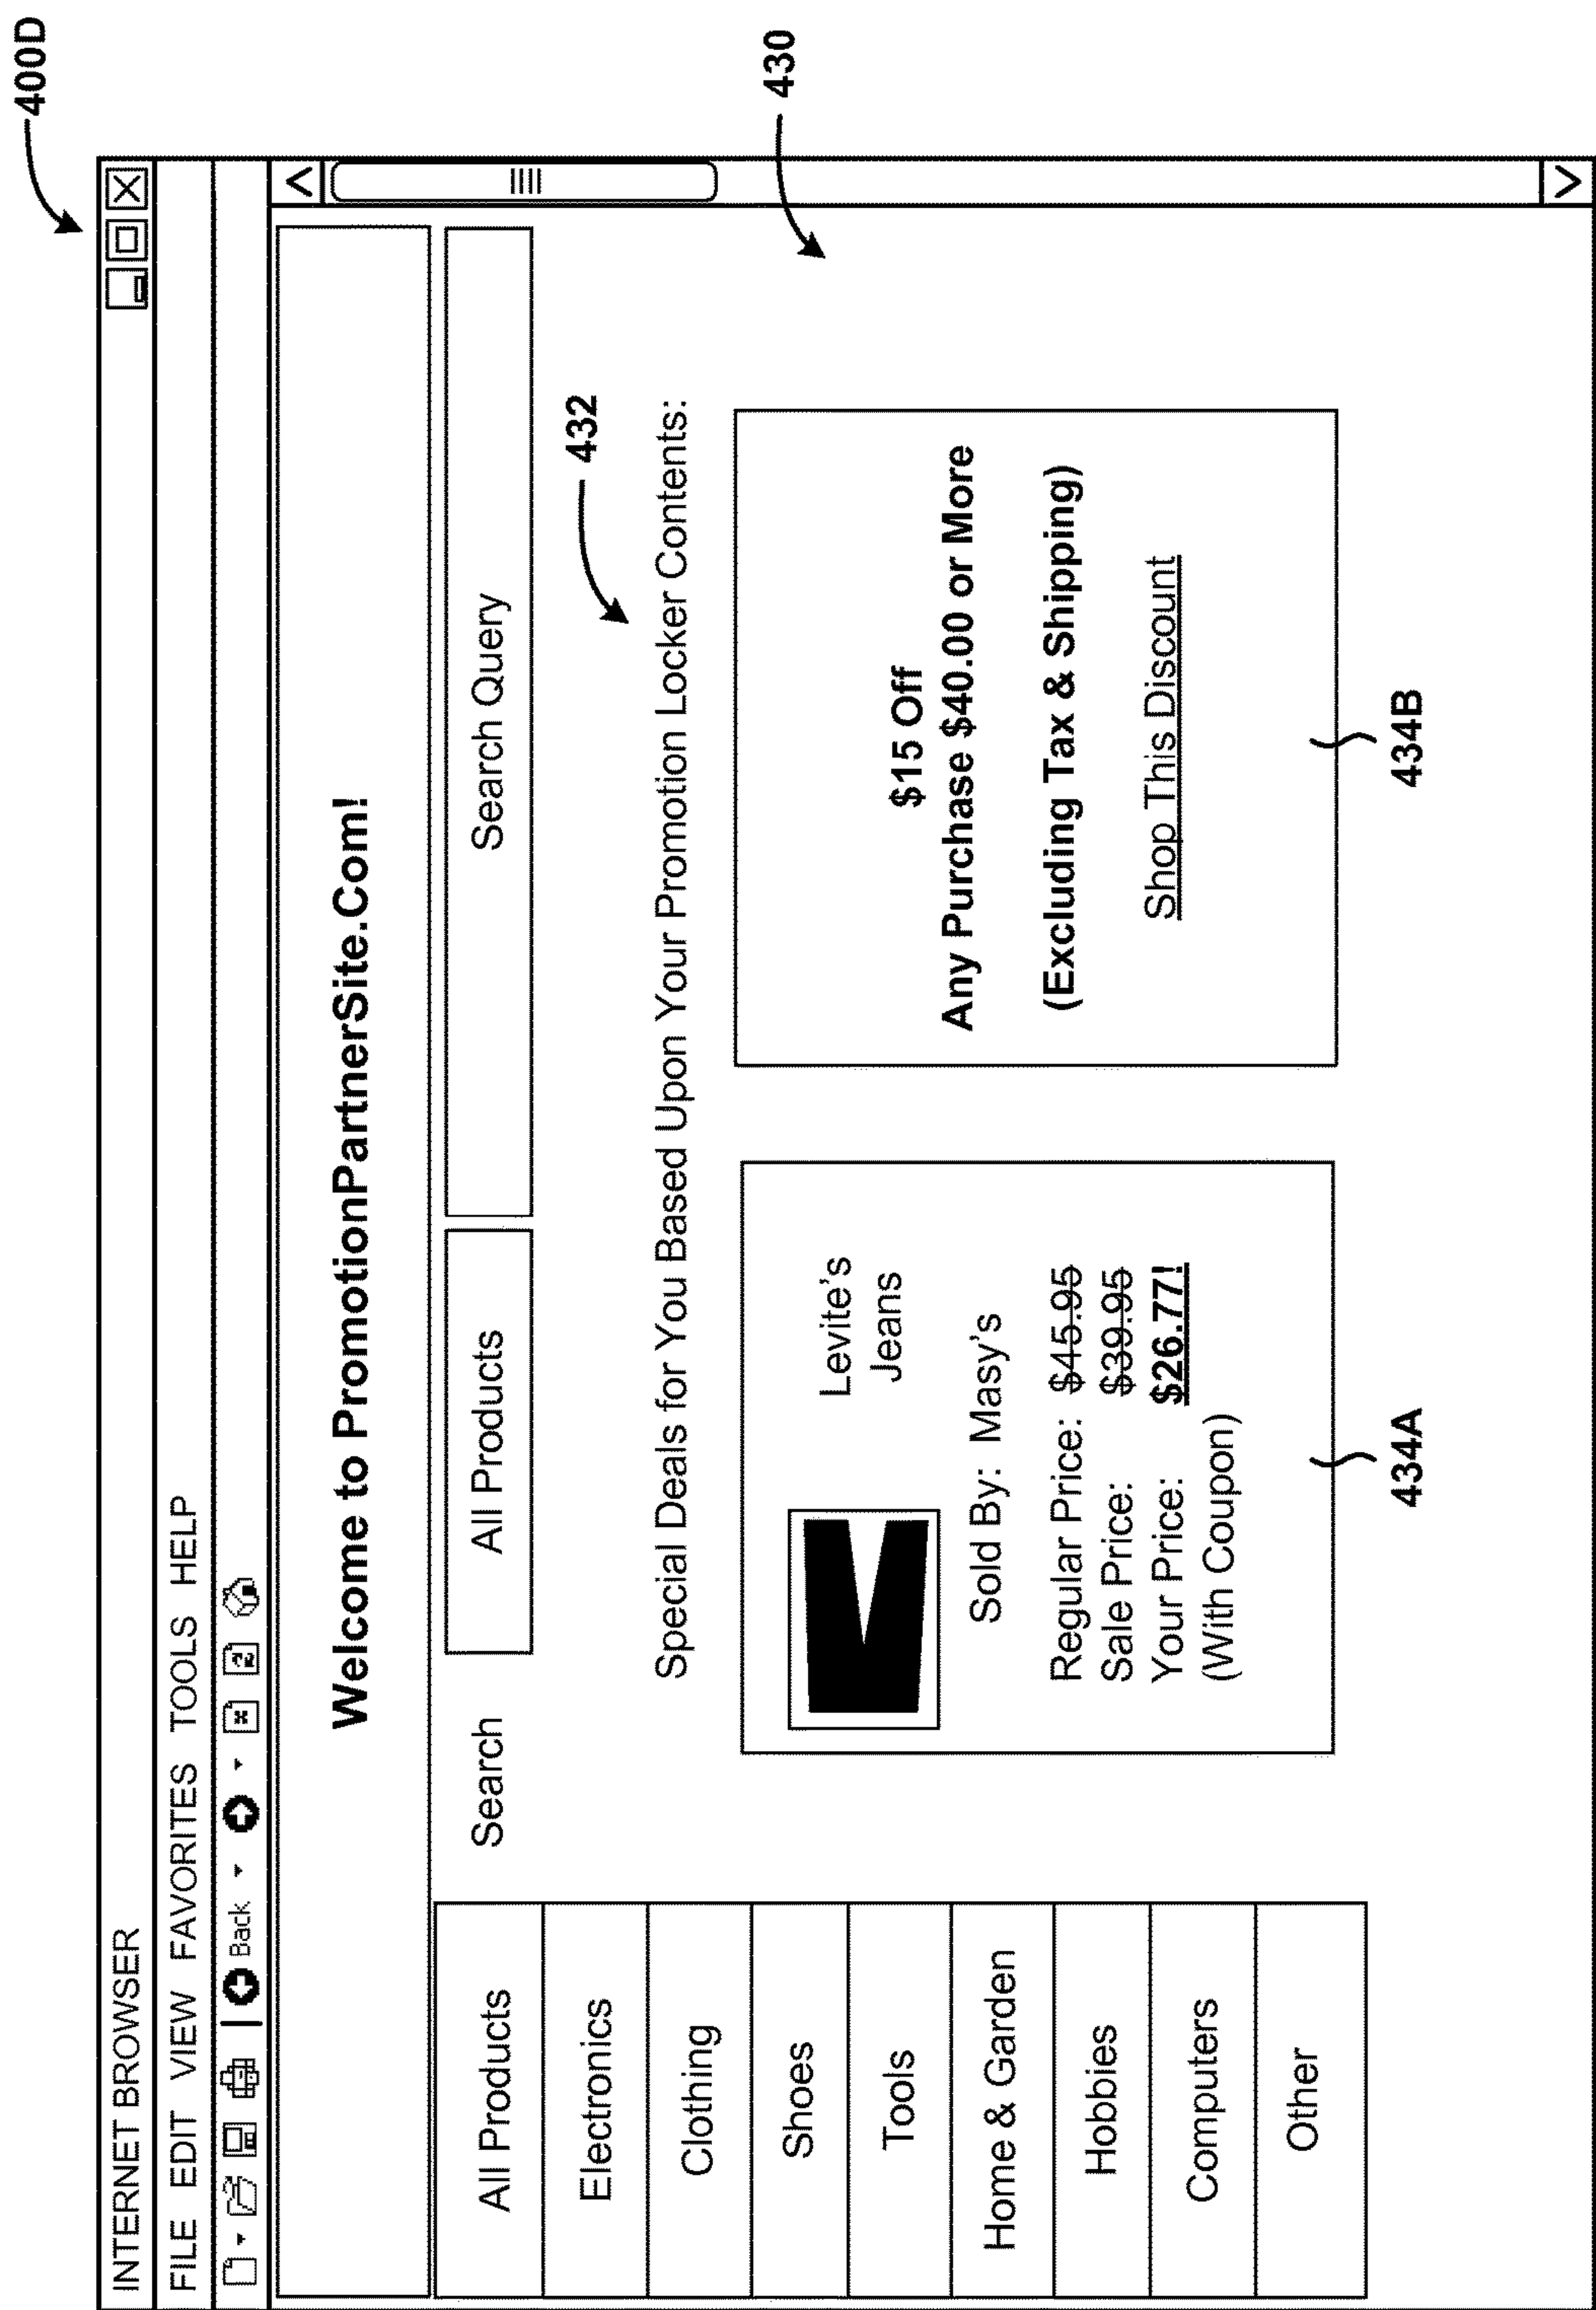 400D
INTERNET BROWSER
FILE EDIT VIEW FAVORITES TOOLS HELP
Back
Welcome to PromotionPartnerSite.Com!
Search
All Products
Search Query
All Products
Electronics
Clothing
Shoes
Tools
Home & Garden
Hobbies
Computers
Other
432
Special Deals for You Based Upon Your Promotion Locker Contents:
430
Levite's
Jeans
Sold By: Masy's
Regular Price: $45.95
Sale Price: $39.95
Your Price: $26.77!
(With Coupon)
434A
$15 Off
Any Purchase $40.00 or More
(Excluding Tax & Shipping)
Shop This Discount
434B